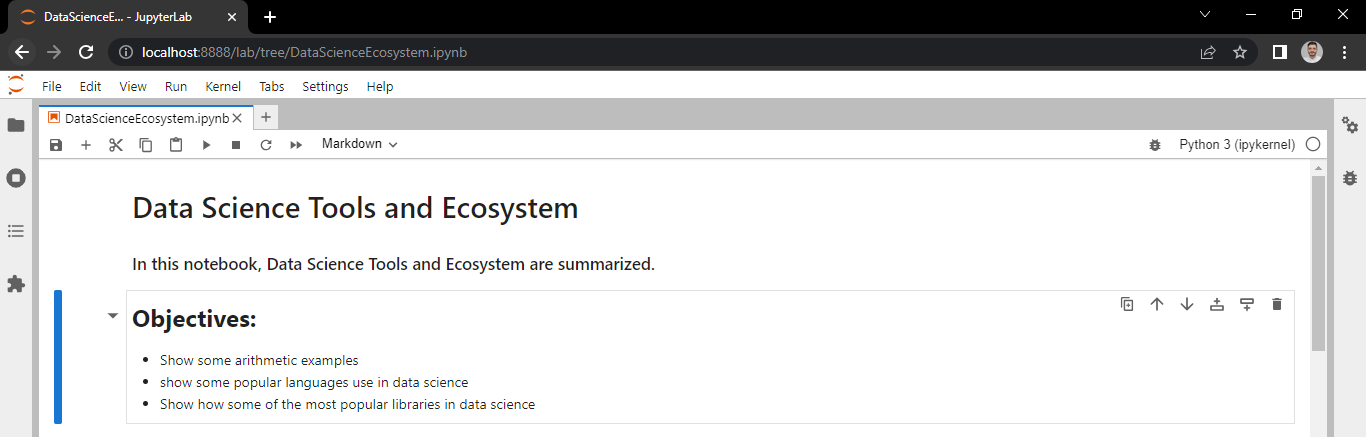 DataScienceE... - JupyterLab
localhost:8888/lab/tree/DataScienceEcosystem.ipynb
File Edit View Run Kernel Tabs Settings Help
DataScienceEcosystem.ipynb
Markdown Python 3 (ipykernel)
Data Science Tools and Ecosystem
In this notebook, Data Science Tools and Ecosystem are summarized.
Objectives:
• Show some arithmetic examples
• show some popular languages use in data science
• Show how some of the most popular libraries in data science